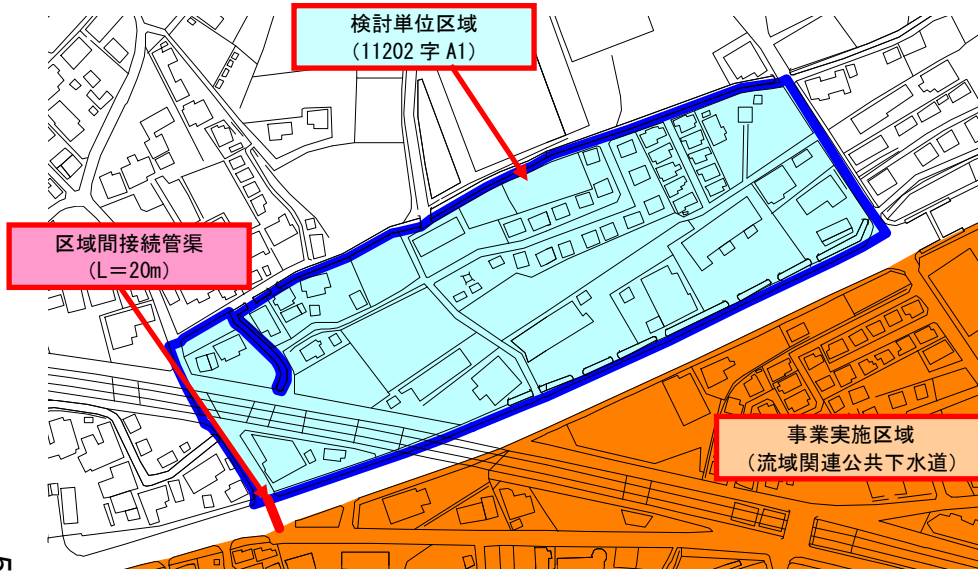 検討単位区域
(11202 字 A1)
区域間接続管渠
(L=20m)
事業実施区域
(流域関連公共下水道)